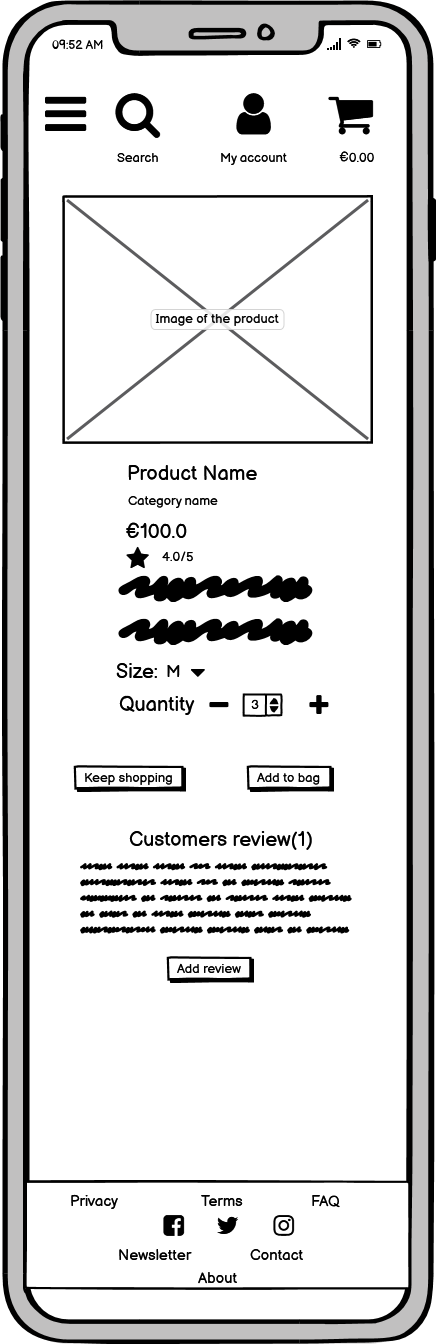 09:52 AM
Search My account €0.00
Image of the product
Product Name
Category name
€100.0
4.0/5
Size: M
Quantity 3
Keep shopping Add to bag
Customers review(1)
Add review
Privacy Terms FAQ
Newsletter Contact
About